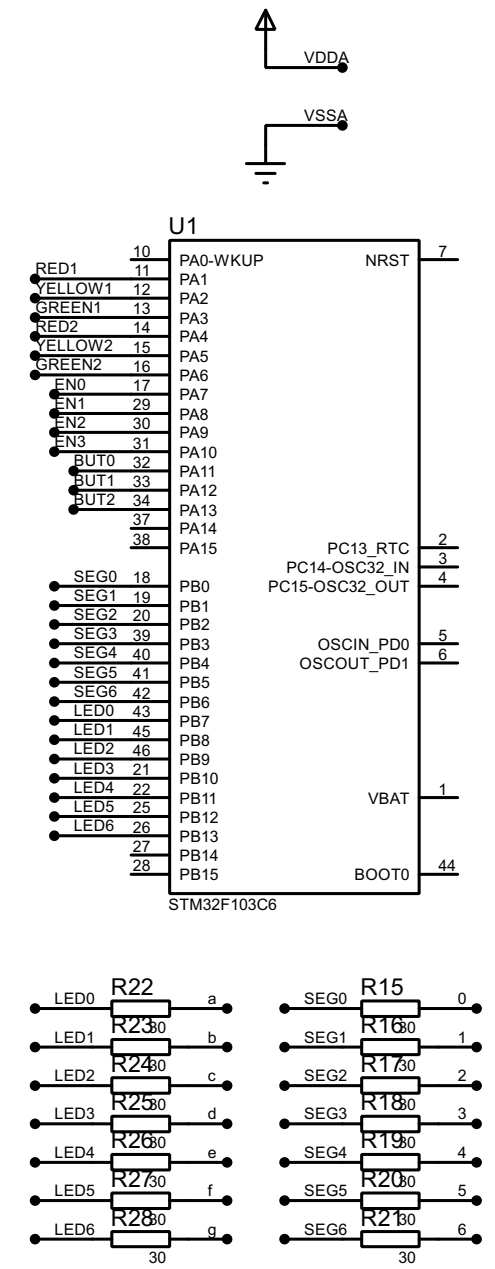 VDDA
VSSA
U1
10 PA0-WKUP NRST 7
RED1 11 PA1
YELLOW1 12 PA2
GREEN1 13 PA3
RED2 14 PA4
YELLOW2 15 PA5
GREEN2 16 PA6
EN0 17 PA7
EN1 29 PA8
EN2 30 PA9
EN3 31 PA10
BUT0 32 PA11
BUT1 33 PA12
BUT2 34 PA13
37 PA14
38 PA15 PC13_RTC 2
PC14-OSC32_IN 3
SEG0 18 PB0 PC15-OSC32_OUT 4
SEG1 19 PB1
SEG2 20 PB2
SEG3 39 PB3 OSCIN_PD0 5
SEG4 40 PB4 OSCOUT_PD1 6
SEG5 41 PB5
SEG6 42 PB6
LED0 43 PB7
LED1 45 PB8
LED2 46 PB9
LED3 21 PB10
LED4 22 PB11 VBAT 1
LED5 25 PB12
LED6 26 PB13
27 PB14
28 PB15 BOOT0 44
STM32F103C6
R22 R15
LED0 a SEG0 0
R23 30 R16 30
LED1 b SEG1 1
R24 30 R17 30
LED2 c SEG2 2
R25 30 R18 30
LED3 d SEG3 3
R26 30 R19 30
LED4 e SEG4 4
R27 30 R20 30
LED5 f SEG5 5
R28 30 R21 30
LED6 g SEG6 6
30 30